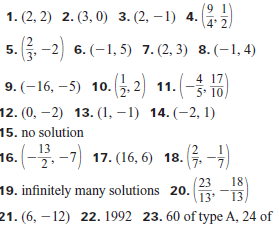 1. (2, 2) 2. (3, 0) 3. (2, −1) 4. (9/4, 1/2)
5. (2/3, −2) 6. (−1, 5) 7. (2, 3) 8. (−1, 4)
9. (−16, −5) 10. (1/2, 2) 11. (−4/5, 17/10)
12. (0, −2) 13. (1, −1) 14. (−2, 1)
15. no solution
16. (−13/2, −7) 17. (16, 6) 18. (2/7, −1/7)
19. infinitely many solutions 20. (23/13, −18/13)
21. (6, −12) 22. 1992 23. 60 of type A, 24 of